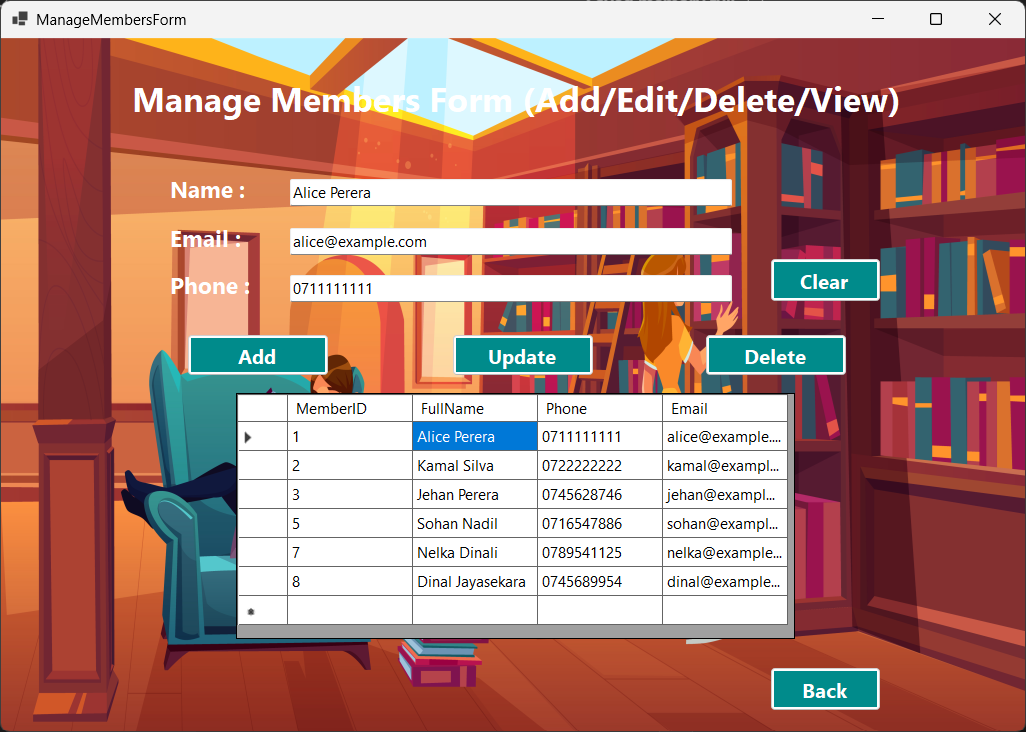 ManageMembersForm
Manage Members Form (Add/Edit/Delete/View)
Name : Alice Perera
Email : alice@example.com
Phone : 0711111111
Clear
Add Update Delete
MemberID FullName Phone Email
1 Alice Perera 0711111111 alice@example....
2 Kamal Silva 0722222222 kamal@exampl...
3 Jehan Perera 0745628746 jehan@exampl...
5 Sohan Nadil 0716547886 sohan@exampl...
7 Nelka Dinali 0789541125 nelka@example...
8 Dinal Jayasekara 0745689954 dinal@example...
Back